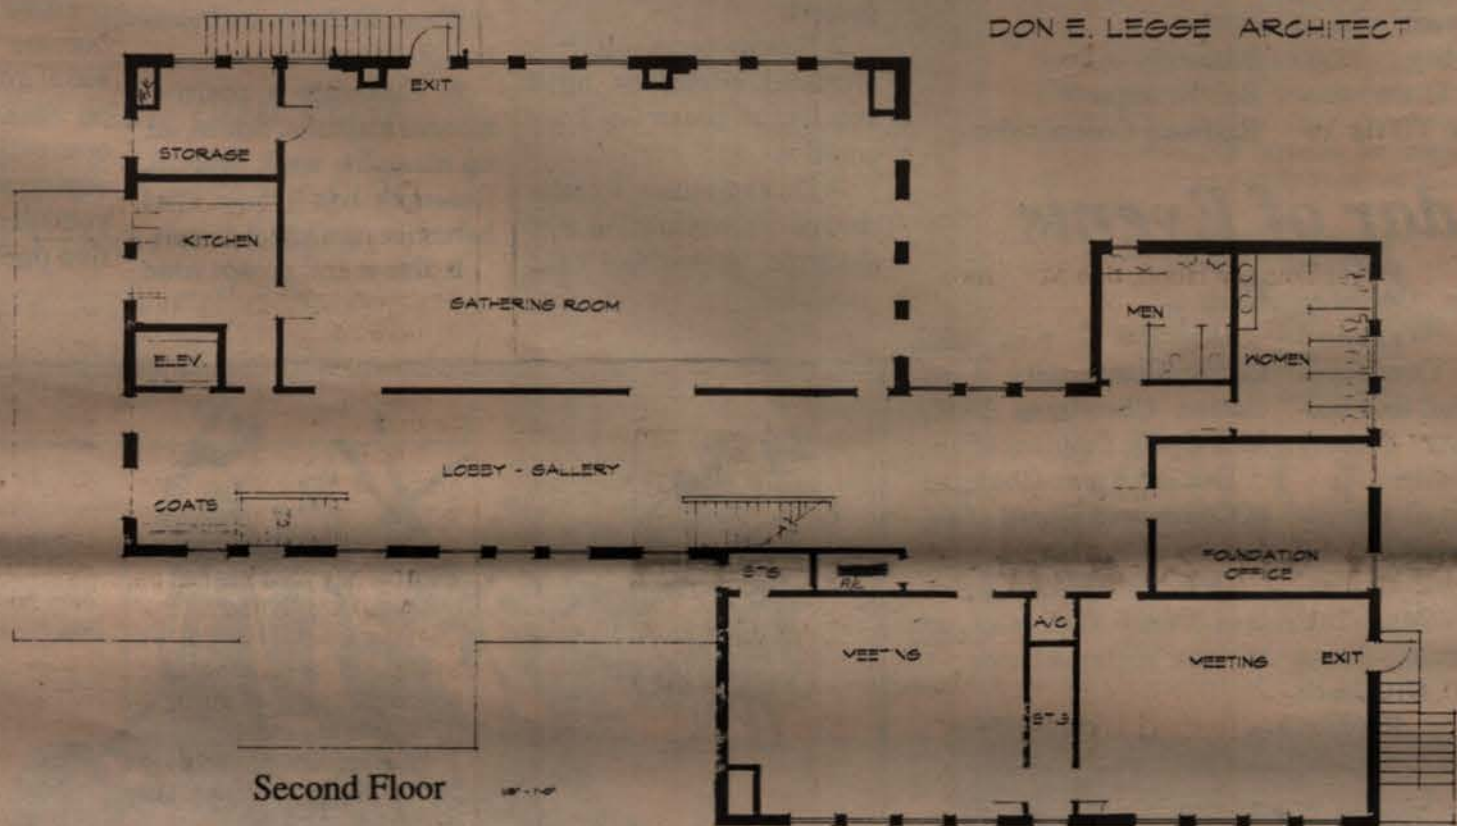 DON E. LEGGE ARCHITECT
EXIT
STORAGE
KITCHEN
GATHERING ROOM
MEN
ELEV.
WOMEN
LOBBY - GALLERY
COATS
FOUNDATION
OFFICE
STG
A/C
A/C
MEETING
MEETING
EXIT
STG
Second Floor